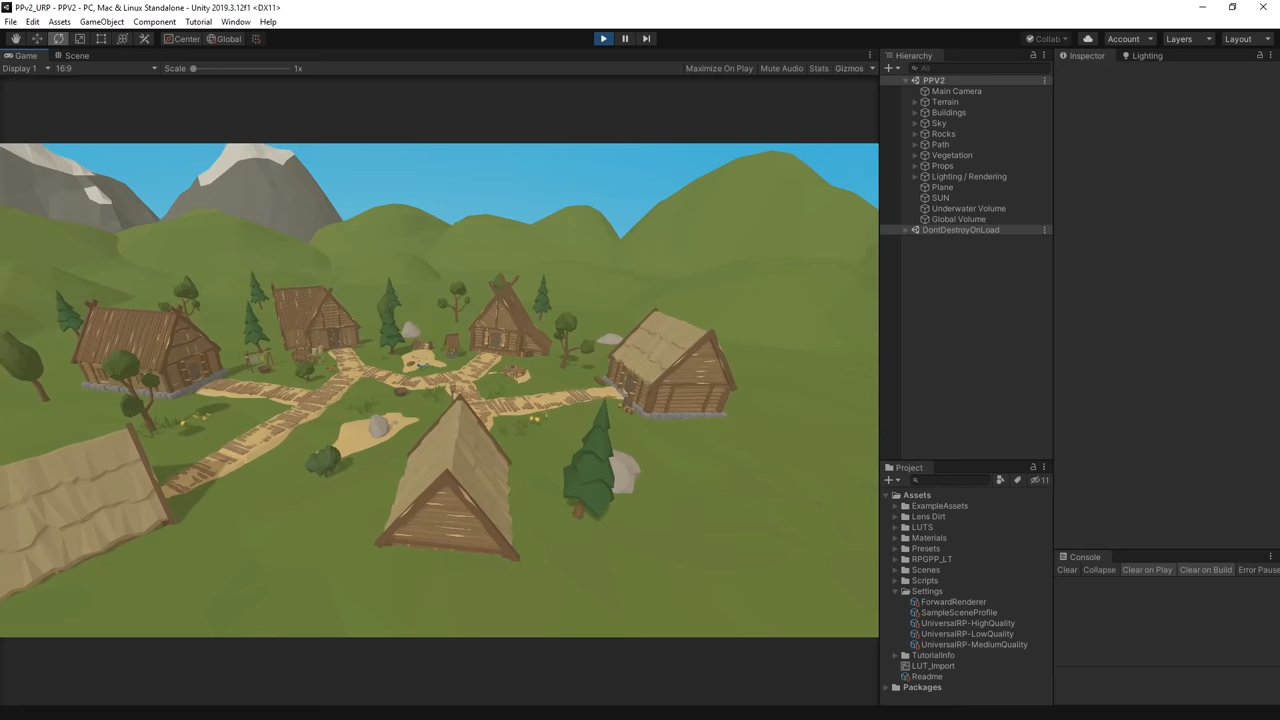 PPv2_URP - PPV2 - PC, Mac & Linux Standalone - Unity 2019.3.12f1 <DX11>
File Edit Assets GameObject Component Tutorial Window Help
Center Global Collab Account Layers Layout
Game Scene
Display 1 16:9 Scale 1x Maximize On Play Mute Audio Stats Gizmos
Hierarchy
All
PPV2
Main Camera
Terrain
Buildings
Sky
Rocks
Path
Vegetation
Props
Lighting / Rendering
Plane
SUN
Underwater Volume
Global Volume
DontDestroyOnLoad
Project
11
Assets
ExampleAssets
Lens Dirt
LUTS
Materials
Presets
RPGPP_LT
Scenes
Scripts
Settings
ForwardRenderer
SampleSceneProfile
UniversalRP-HighQuality
UniversalRP-LowQuality
UniversalRP-MediumQuality
TutorialInfo
LUT_Import
Readme
Packages
Inspector Lighting
Console
Clear Collapse Clear on Play Clear on Build Error Pause